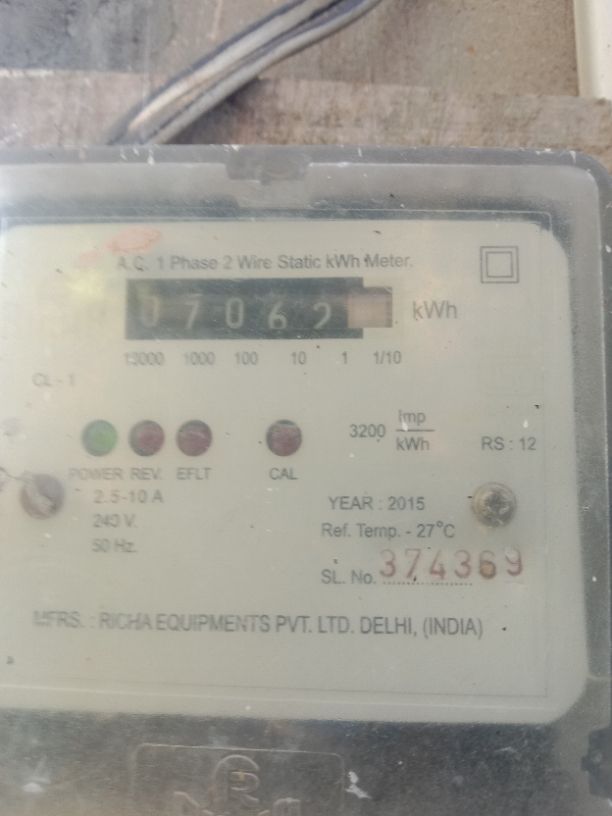 A.C. 1 Phase 2 Wire Static kWh Meter.
07062 kWh
10000 1000 100 10 1 1/10
CL - 1
3200 Imp/kWh
RS : 12
POWER REV. EFLT CAL
2.5-10 A
240 V.
50 Hz.
YEAR : 2015
Ref. Temp. - 27°C
SL. No. 374369
MFRS. : RICHA EQUIPMENTS PVT. LTD. DELHI, (INDIA)